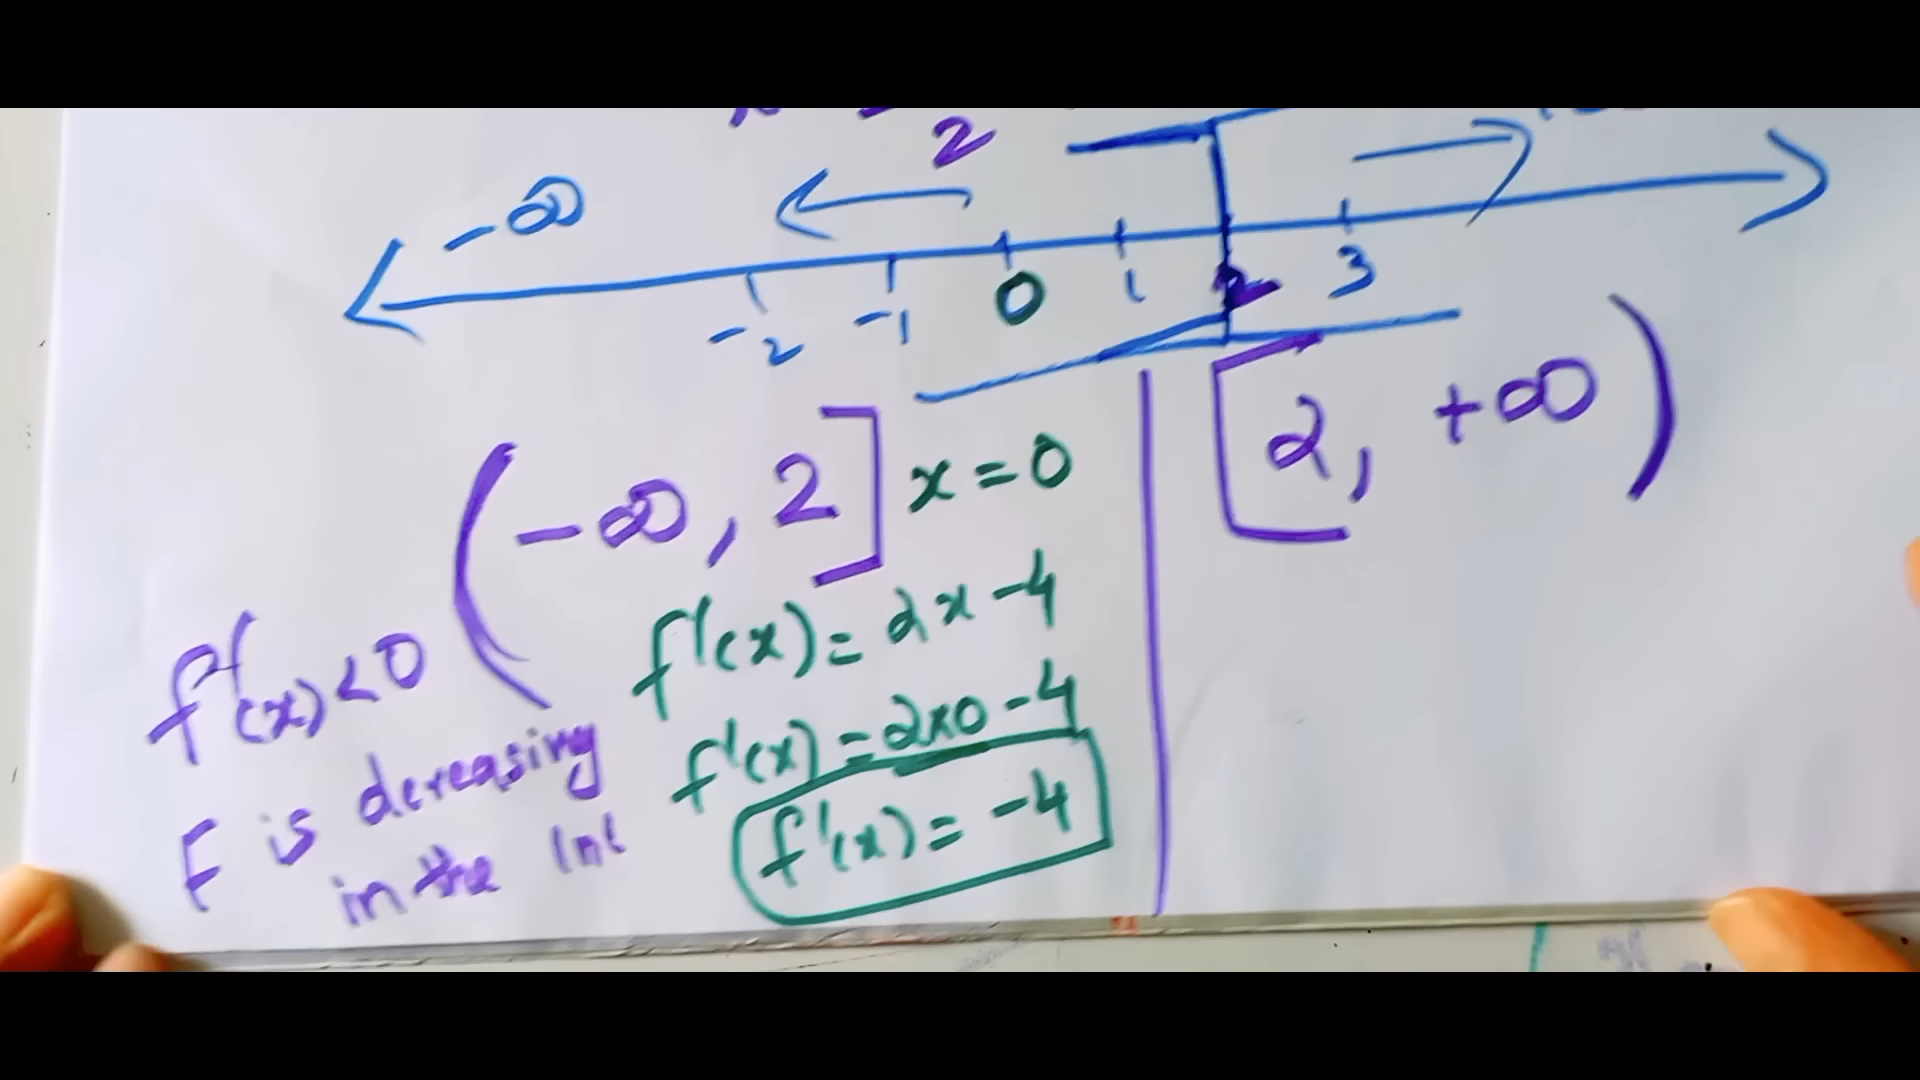 2
-∞
-2 -1 0 1 2 3
(-∞, 2] x=0
[2, +∞)
f'(x)=2x-4
f'(x)<0
f'(x)=2x0-4
F is dereasing
f'(x)=-4
in the Int